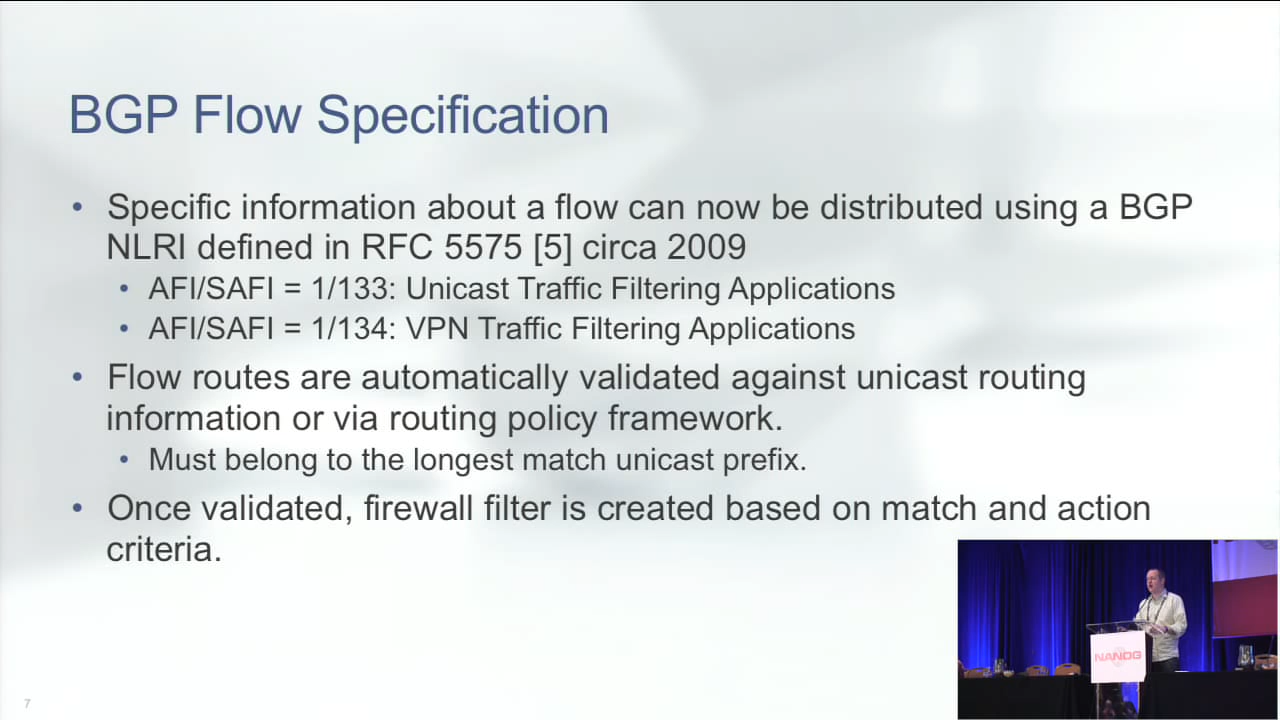 BGP Flow Specification
• Specific information about a flow can now be distributed using a BGP
NLRI defined in RFC 5575 [5] circa 2009
• AFI/SAFI = 1/133: Unicast Traffic Filtering Applications
• AFI/SAFI = 1/134: VPN Traffic Filtering Applications
• Flow routes are automatically validated against unicast routing
information or via routing policy framework.
• Must belong to the longest match unicast prefix.
• Once validated, firewall filter is created based on match and action
criteria.
NANOG
7